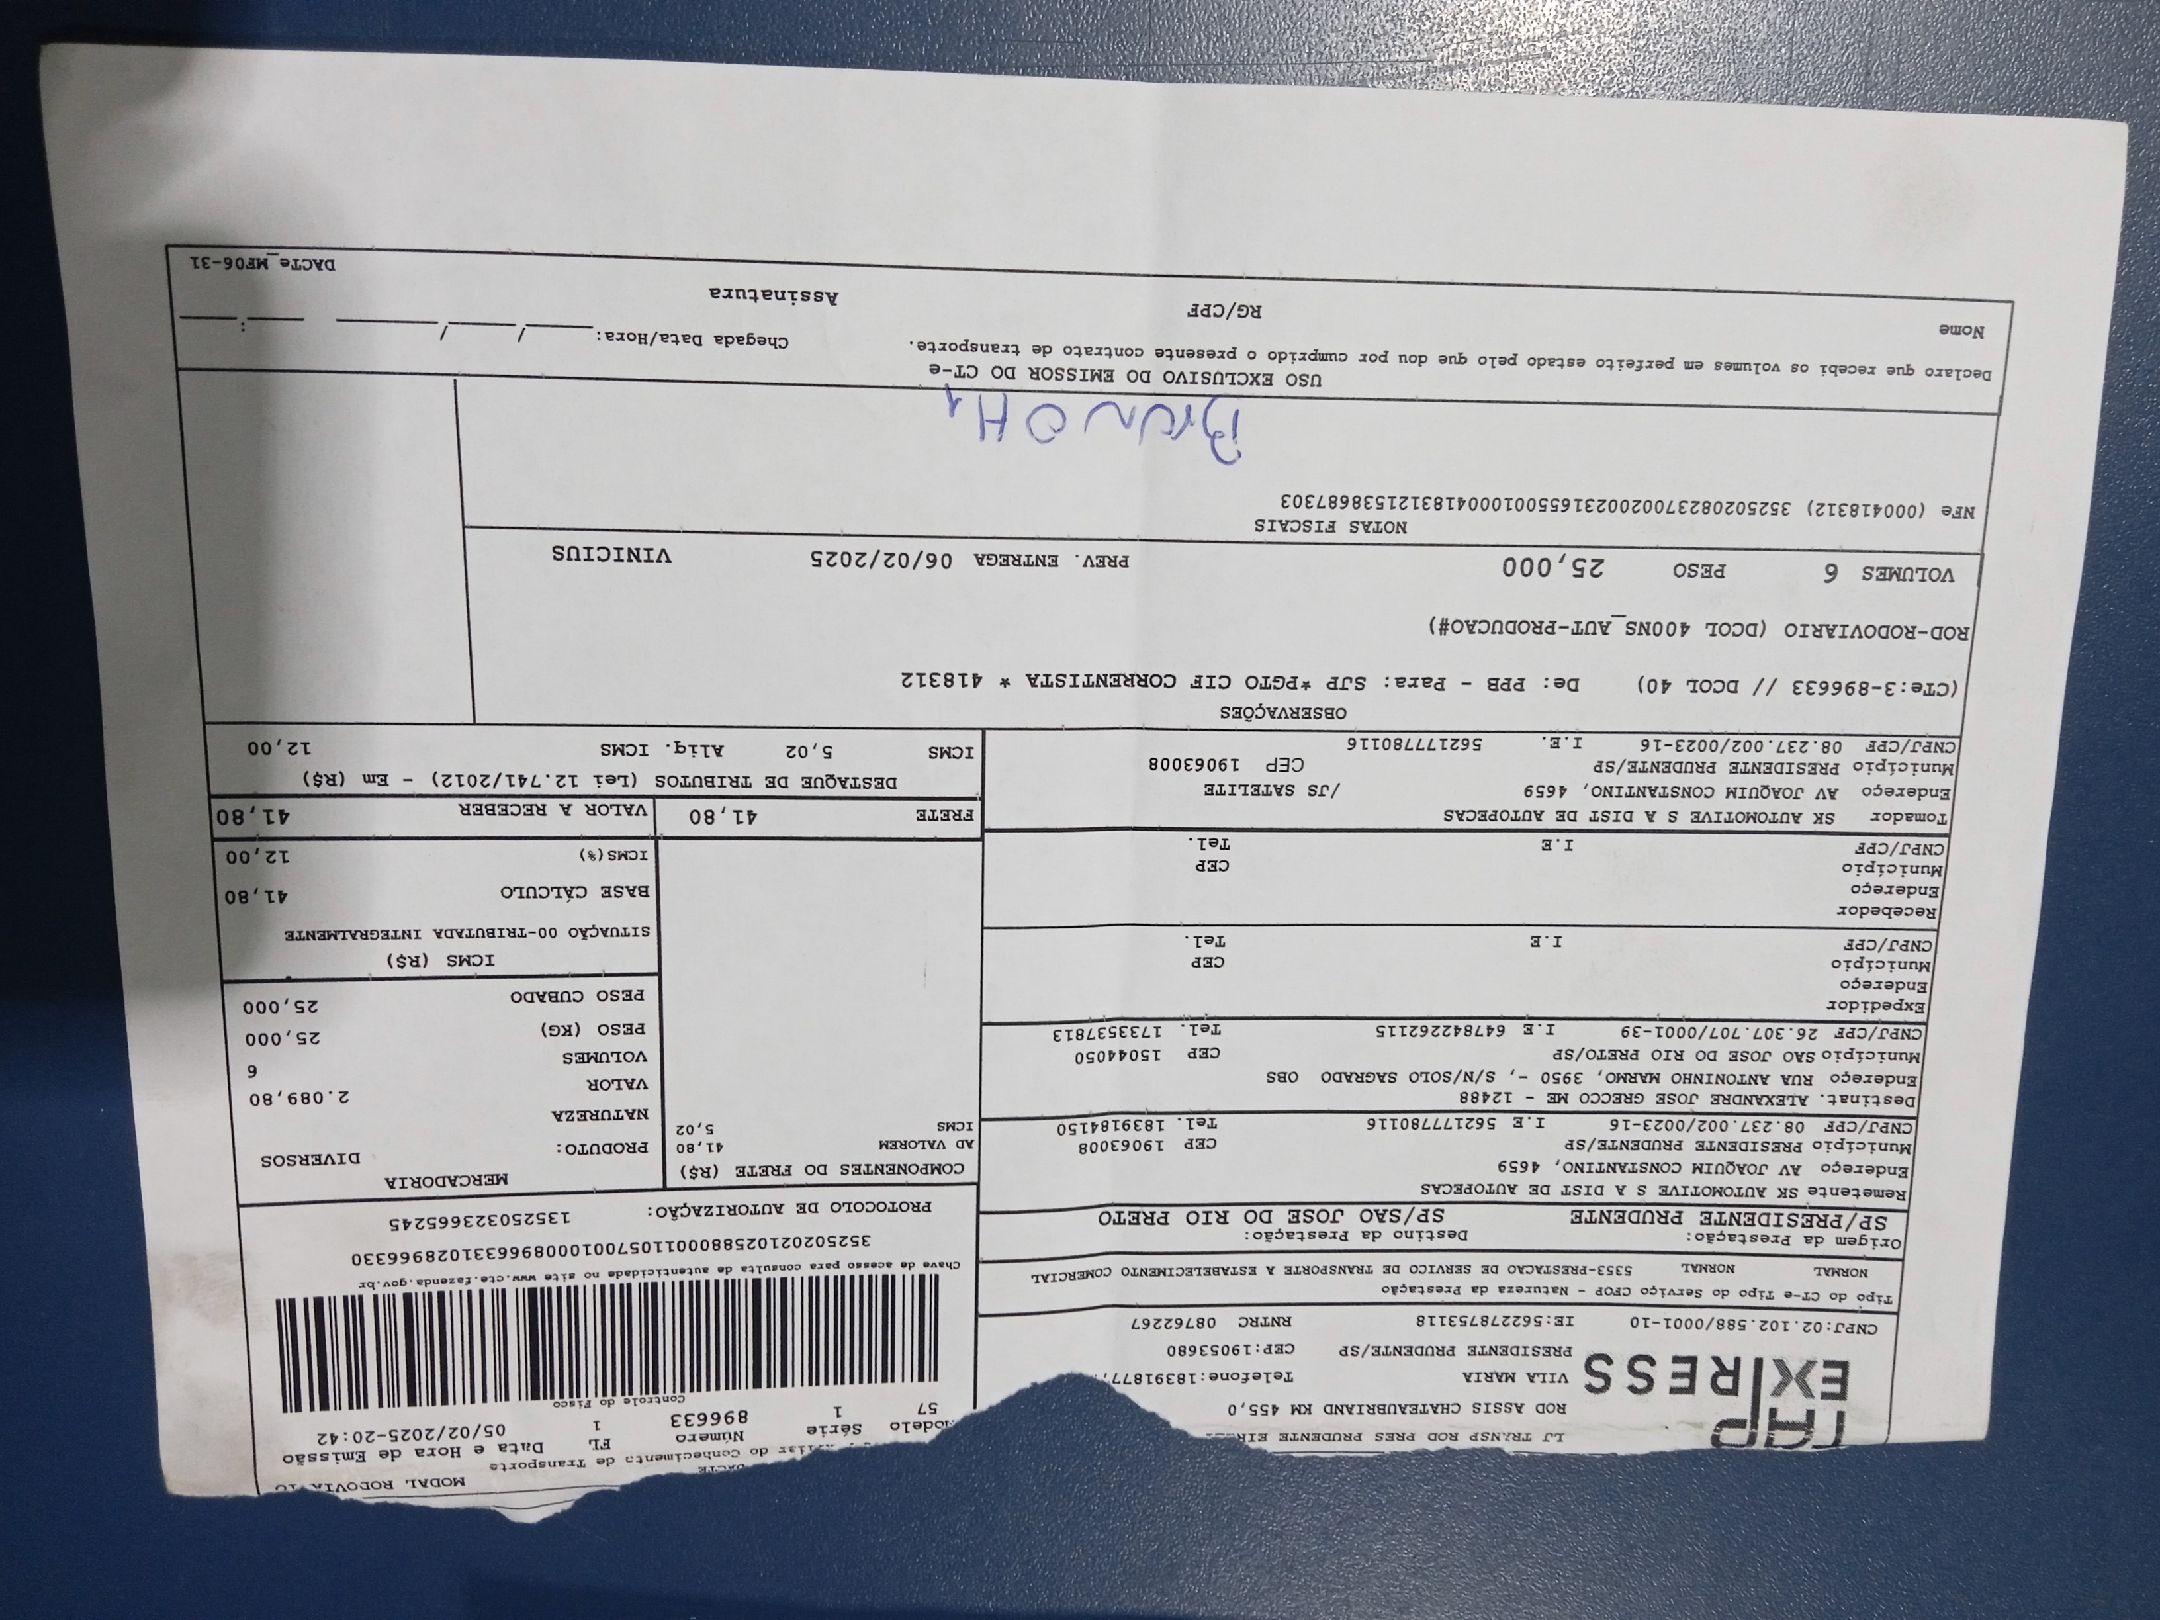 MODAL RODOVIA
iliar do Conhecimento de Transporte
Modelo Série Número FL Data e Hora de Emissão
57 1 896633 1 05/02/2025-20:42
Controle do Fisco
Chave de acesso para consulta de autenticidade no site www.cte.fazenda.gov.br
35250202102588000110570010008966331028966330
PROTOCOLO DE AUTORIZAÇÃO: 135250323665245
RAP EXPRESS
LJ TRANSP ROD PRES PRUDENTE
ROD ASSIS CHATEAUBRIAND KM 455,0
VILA MARIA Telefone:183918777
PRESIDENTE PRUDENTE/SP CEP:19053680
CNPJ:02.102.588/0001-10 IE:562278753118 RNTRC 08762267
Tipo do CT-e Tipo do Serviço CFOP - Natureza da Prestação
NORMAL NORMAL 5353-PRESTACAO DE SERVICO DE TRANSPORTE A ESTABELECIMENTO COMERCIAL
Origem da Prestação: Destino da Prestação:
SP/PRESIDENTE PRUDENTE SP/SAO JOSE DO RIO PRETO
Remetente SK AUTOMOTIVE S A DIST DE AUTOPECAS
Endereço AV JOAQUIM CONSTANTINO, 4659
Município PRESIDENTE PRUDENTE/SP CEP 19063008
CNPJ/CPF 08.237.002/0023-16 I.E 562177780116 Tel. 1839184150
Destinat. ALEXANDRE JOSE GRECCO ME - 12488
Endereço RUA ANTONINHO MARMO, 3950 -, S/N/SOLO SAGRADO OBS
Município SAO JOSE DO RIO PRETO/SP CEP 15044050
CNPJ/CPF 26.307.707/0001-39 I.E 647842262115 Tel. 1733537813
Expedidor
Endereço
Município CEP
CNPJ/CPF I.E Tel.
Recebedor
Endereço
Município CEP
CNPJ/CPF I.E Tel.
Tomador SK AUTOMOTIVE S A DIST DE AUTOPECAS
Endereço AV JOAQUIM CONSTANTINO, 4659 /JS SATELITE
Município PRESIDENTE PRUDENTE/SP CEP 19063008
CNPJ/CPF 08.237.002/0023-16 I.E. 562177780116
COMPONENTES DO FRETE (R$)
AD VALOREM 41,80
ICMS 5,02
MERCADORIA
PRODUTO: DIVERSOS
NATUREZA
VALOR 2.089,80
VOLUMES 6
PESO (KG) 25,000
PESO CUBADO 25,000
ICMS (R$)
SITUAÇÃO 00-TRIBUTADA INTEGRALMENTE
BASE CÁLCULO 41,80
ICMS(%) 12,00
FRETE 41,80 VALOR A RECEBER 41,80
DESTAQUE DE TRIBUTOS (Lei 12.741/2012) - Em (R$)
ICMS 5,02 Aliq. ICMS 12,00
OBSERVAÇÕES
(CTe:3-896633 // DCOL 40) De: PPB - Para: SJP *PGTO CIF CORRENTISTA * 418312
ROD-RODOVIARIO (DCOL 400NS_AUT-PRODUCAO#)
VOLUMES 6 PESO 25,000 PREV. ENTREGA 06/02/2025 VINICIUS
NOTAS FISCAIS
NFe (000418312) 35250208237002002316550010004183121538687303
USO EXCLUSIVO DO EMISSOR DO CT-e
Declaro que recebi os volumes em perfeito estado pelo que dou por cumprido o presente contrato de transporte.
Chegada Data/Hora: ____/____/______ ___:___
Nome RG/CPF Assinatura
DACTe_MF06-31